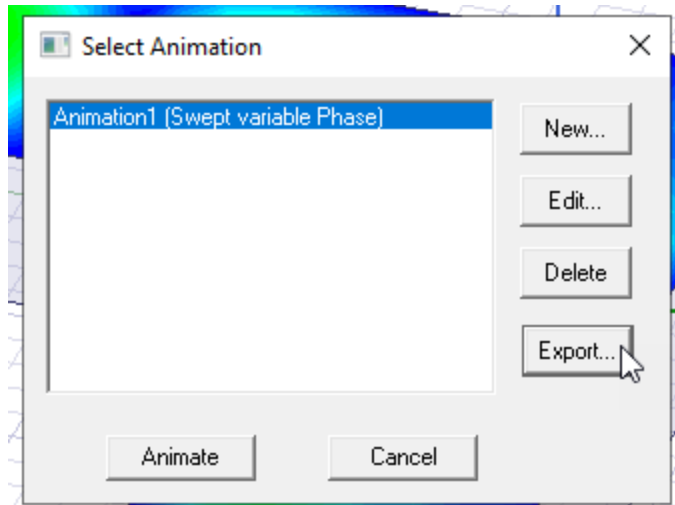 Select Animation
Animation1 (Swept variable Phase)
New...
Edit...
Delete
Export...
Animate
Cancel